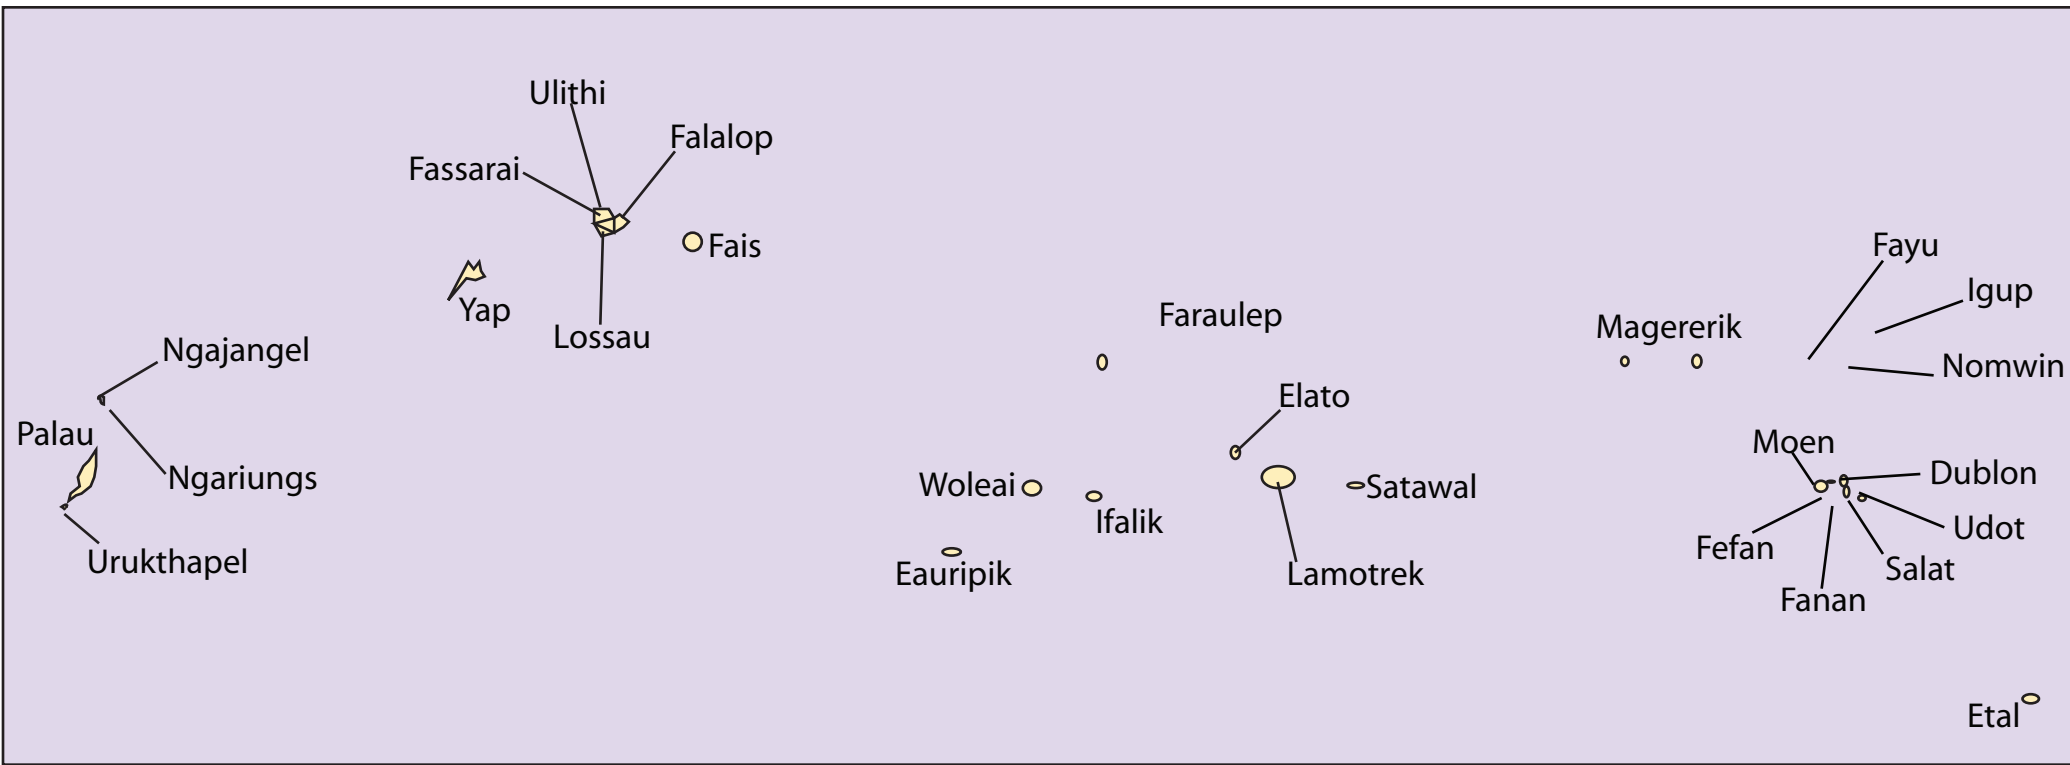 Ulithi
Falalop
Fassarai
Fais
Yap
Lossau
Ngajangel
Palau
Ngariungs
Urukthapel
Faraulep
Elato
Woleai
Ifalik
Satawal
Eauripik
Lamotrek
Fayu
Igup
Magererik
Nomwin
Moen
Dublon
Udot
Fefan
Salat
Fanan
Etal